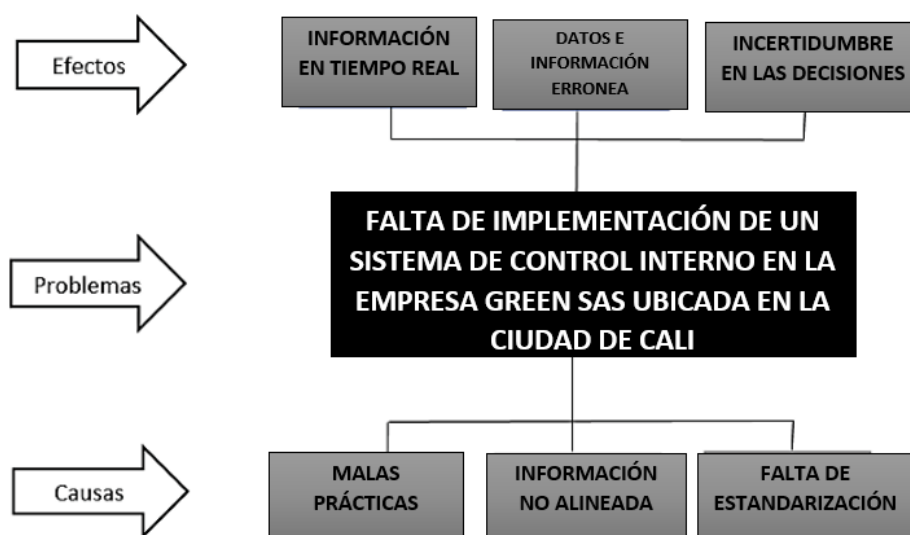 Efectos
INFORMACIÓN
EN TIEMPO REAL
DATOS E
INFORMACIÓN
ERRONEA
INCERTIDUMBRE
EN LAS DECISIONES
Problemas
FALTA DE IMPLEMENTACIÓN DE UN
SISTEMA DE CONTROL INTERNO EN LA
EMPRESA GREEN SAS UBICADA EN LA
CIUDAD DE CALI
Causas
MALAS
PRÁCTICAS
INFORMACIÓN
NO ALINEADA
FALTA DE
ESTANDARIZACIÓN